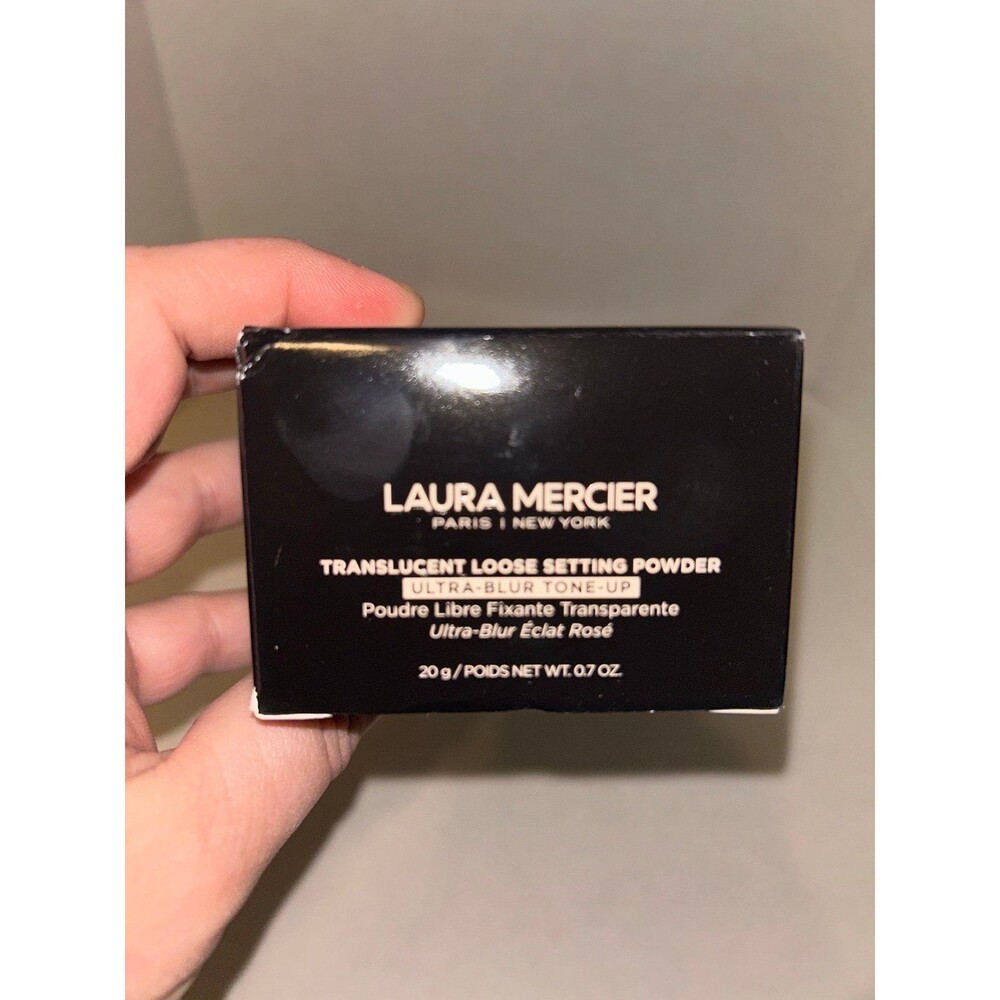 LAURA MERCIER
PARIS | NEW YORK
TRANSLUCENT LOOSE SETTING POWDER
ULTRA-BLUR TONE-UP
Poudre Libre Fixante Transparente
Ultra-Blur Éclat Rosé
20 g / POIDS NET WT. 0.7 OZ.